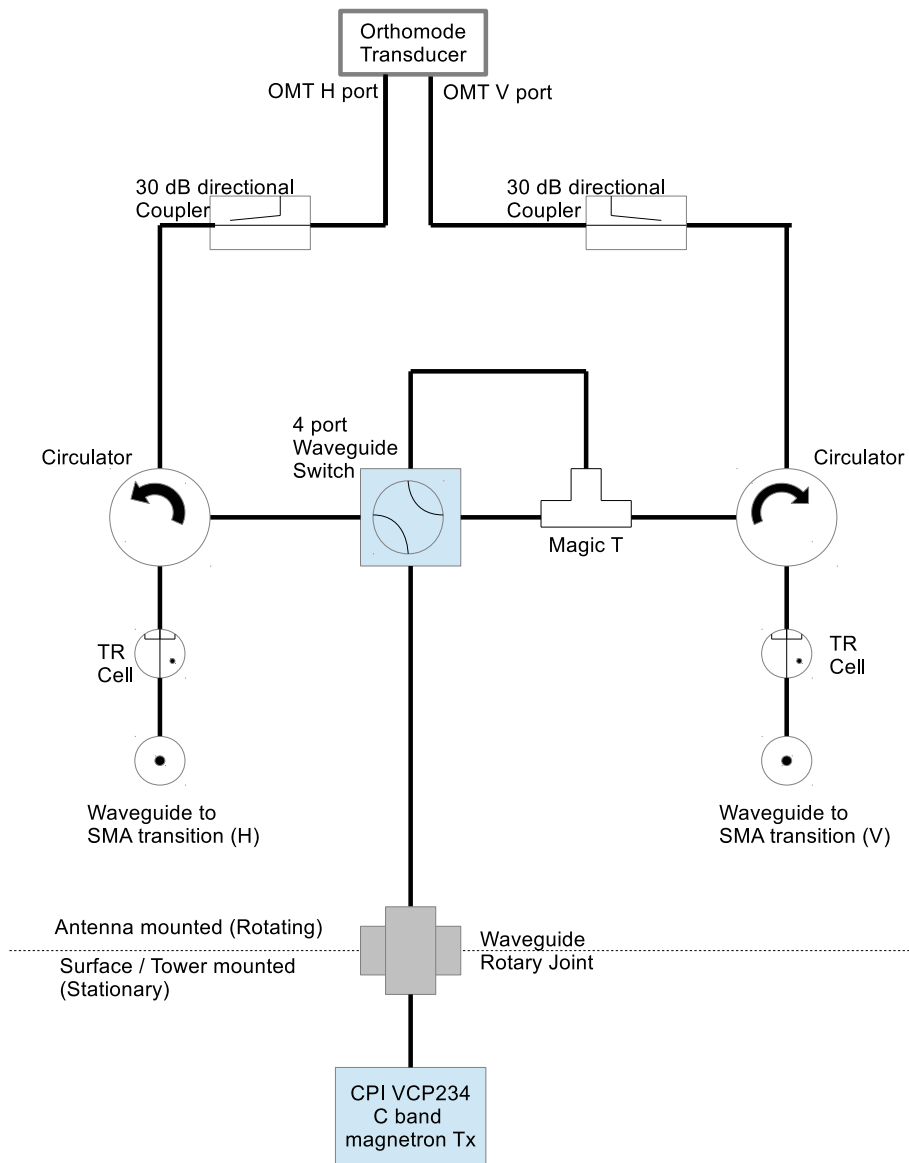 Orthomode
Transducer
OMT H port
OMT V port
30 dB directional
Coupler
30 dB directional
Coupler
4 port
Waveguide
Switch
Circulator
Circulator
Magic T
TR
Cell
TR
Cell
Waveguide to
SMA transition (H)
Waveguide to
SMA transition (V)
Antenna mounted (Rotating)
Surface / Tower mounted
(Stationary)
Waveguide
Rotary Joint
CPI VCP234
C band
magnetron Tx